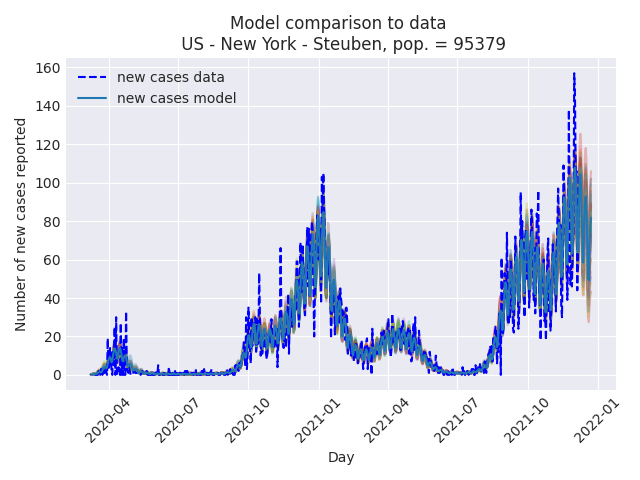 Model comparison to data
US - New York - Steuben, pop. = 95379
new cases data
new cases model
Number of new cases reported
160
140
120
100
80
60
40
20
0
2020-04
2020-07
2020-10
2021-01
2021-04
2021-07
2021-10
2022-01
Day